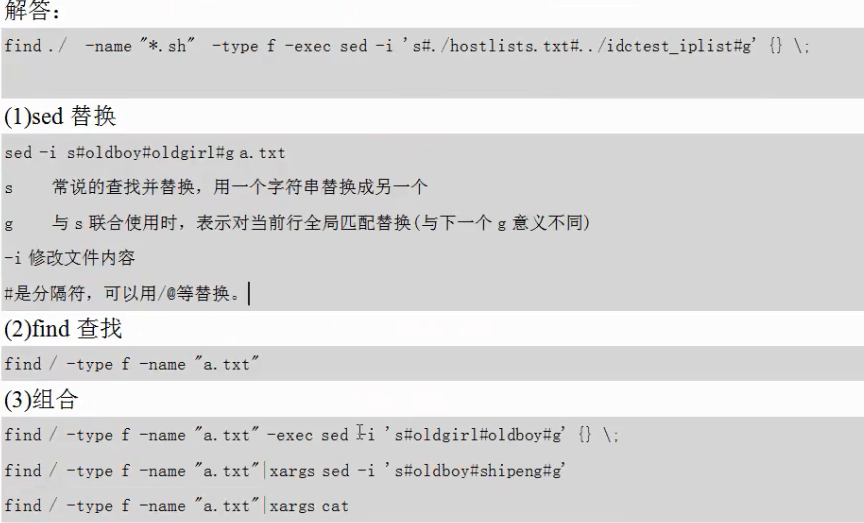 解答：
find ./ -name "*.sh" -type f -exec sed -i 's#./hostlists.txt#../idctest_iplist#g' {} \;
(1)sed 替换
sed -i s#oldboy#oldgirl#g a.txt
s 常说的查找并替换，用一个字符串替换成另一个
g 与 s 联合使用时，表示对当前行全局匹配替换(与下一个 g 意义不同)
-i 修改文件内容
#是分隔符，可以用/@等替换。
(2)find 查找
find / -type f -name "a.txt"
(3)组合
find / -type f -name "a.txt" -exec sed -i 's#oldgirl#oldboy#g' {} \;
find / -type f -name "a.txt"|xargs sed -i 's#oldboy#shipeng#g'
find / -type f -name "a.txt"|xargs cat